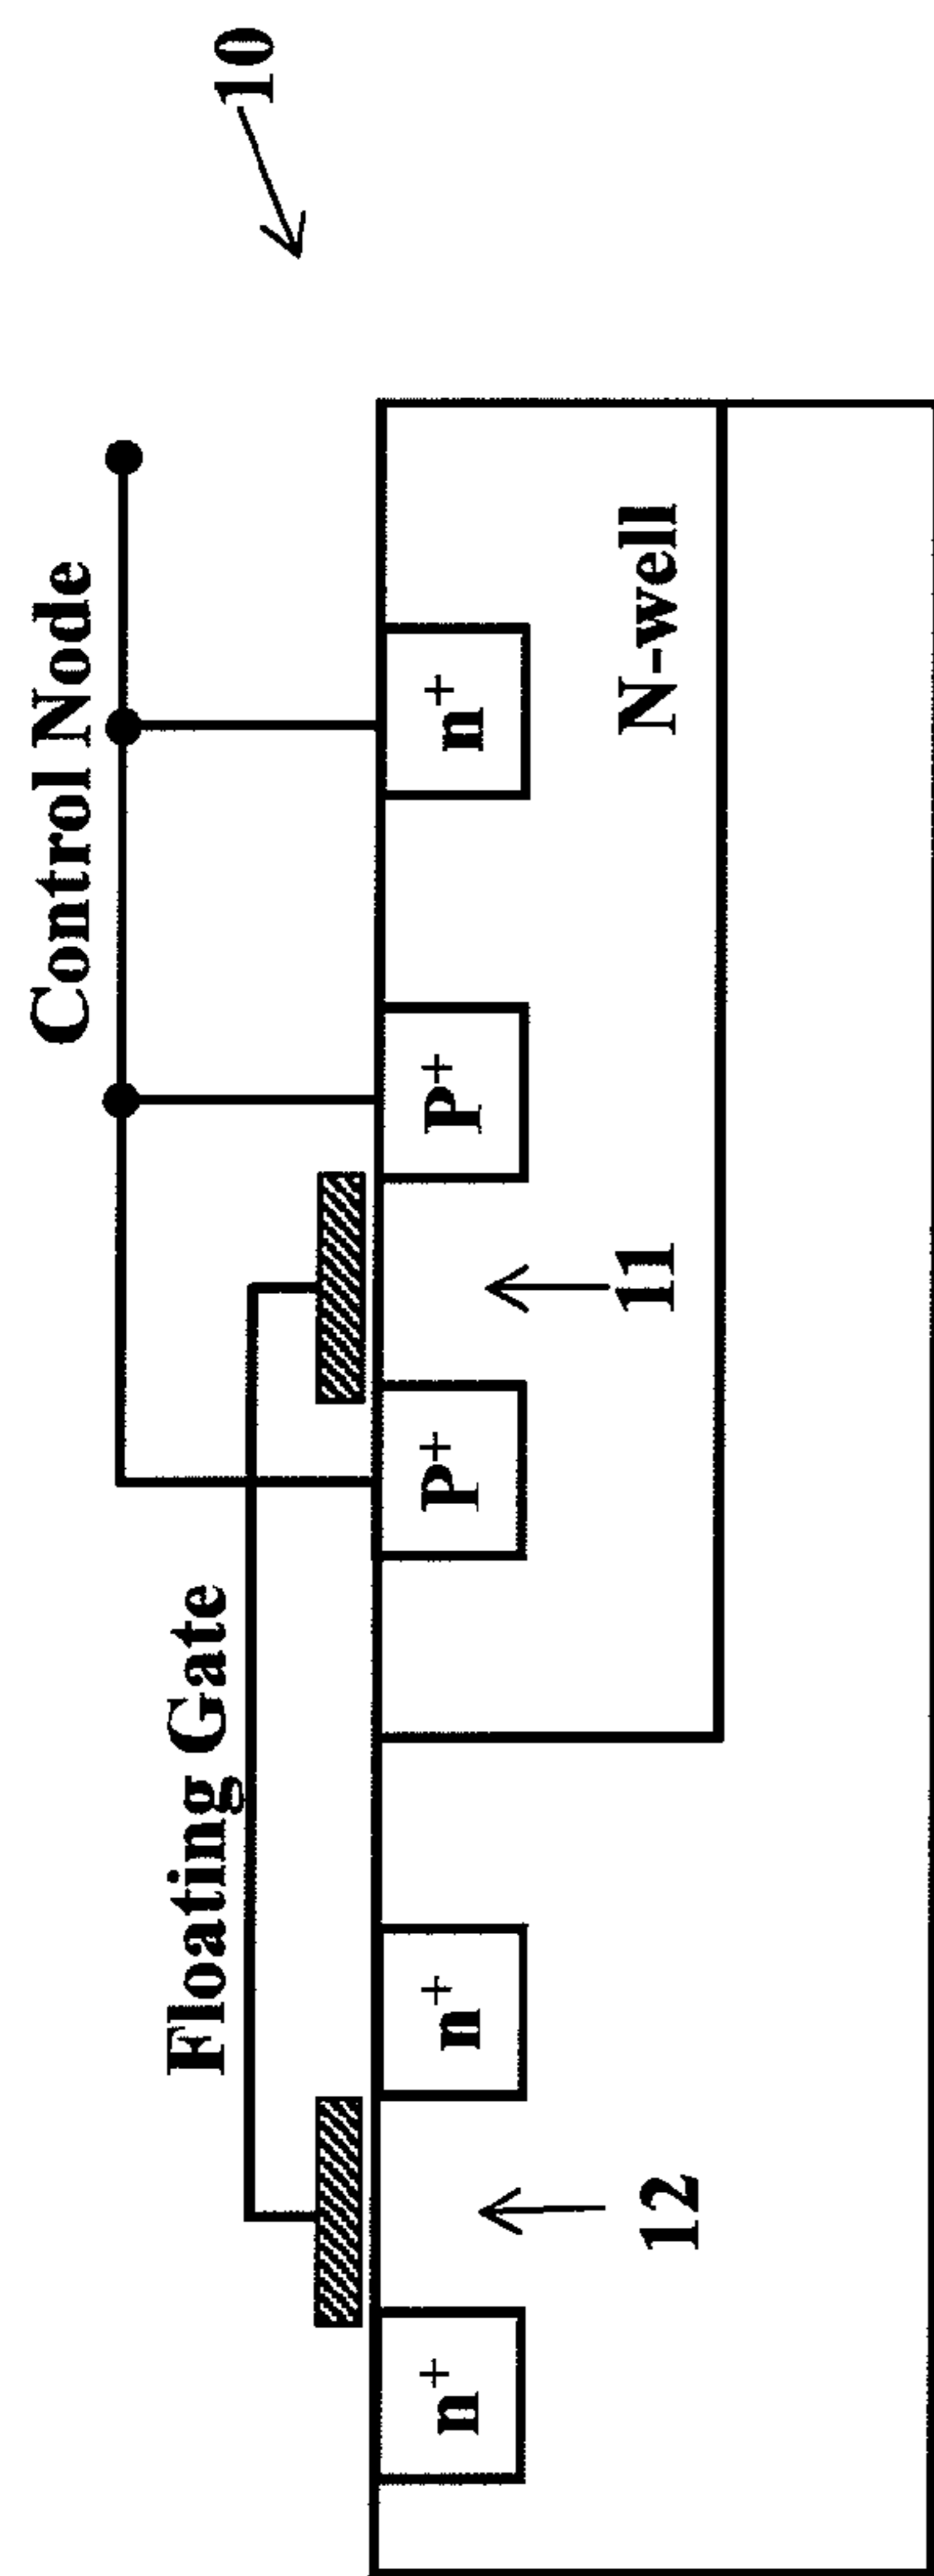 10
Control Node
Floating Gate
n⁺
n⁺
P⁺
P⁺
n⁺
12
11
N-well